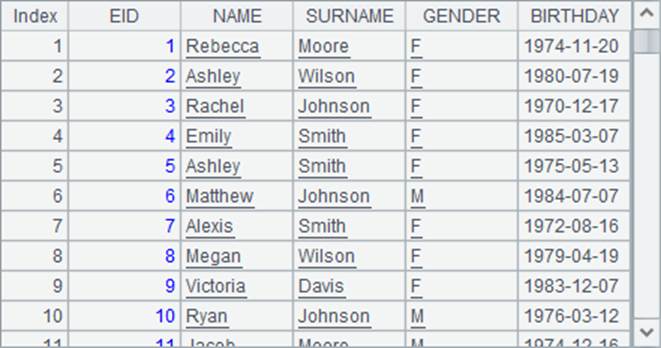 Index EID NAME SURNAME GENDER BIRTHDAY
1 1 Rebecca Moore F 1974-11-20
2 2 Ashley Wilson F 1980-07-19
3 3 Rachel Johnson F 1970-12-17
4 4 Emily Smith F 1985-03-07
5 5 Ashley Smith F 1975-05-13
6 6 Matthew Johnson M 1984-07-07
7 7 Alexis Smith F 1972-08-16
8 8 Megan Wilson F 1979-04-19
9 9 Victoria Davis F 1983-12-07
10 10 Ryan Johnson M 1976-03-12
11 11 Jacob Moore M 1974-12-16